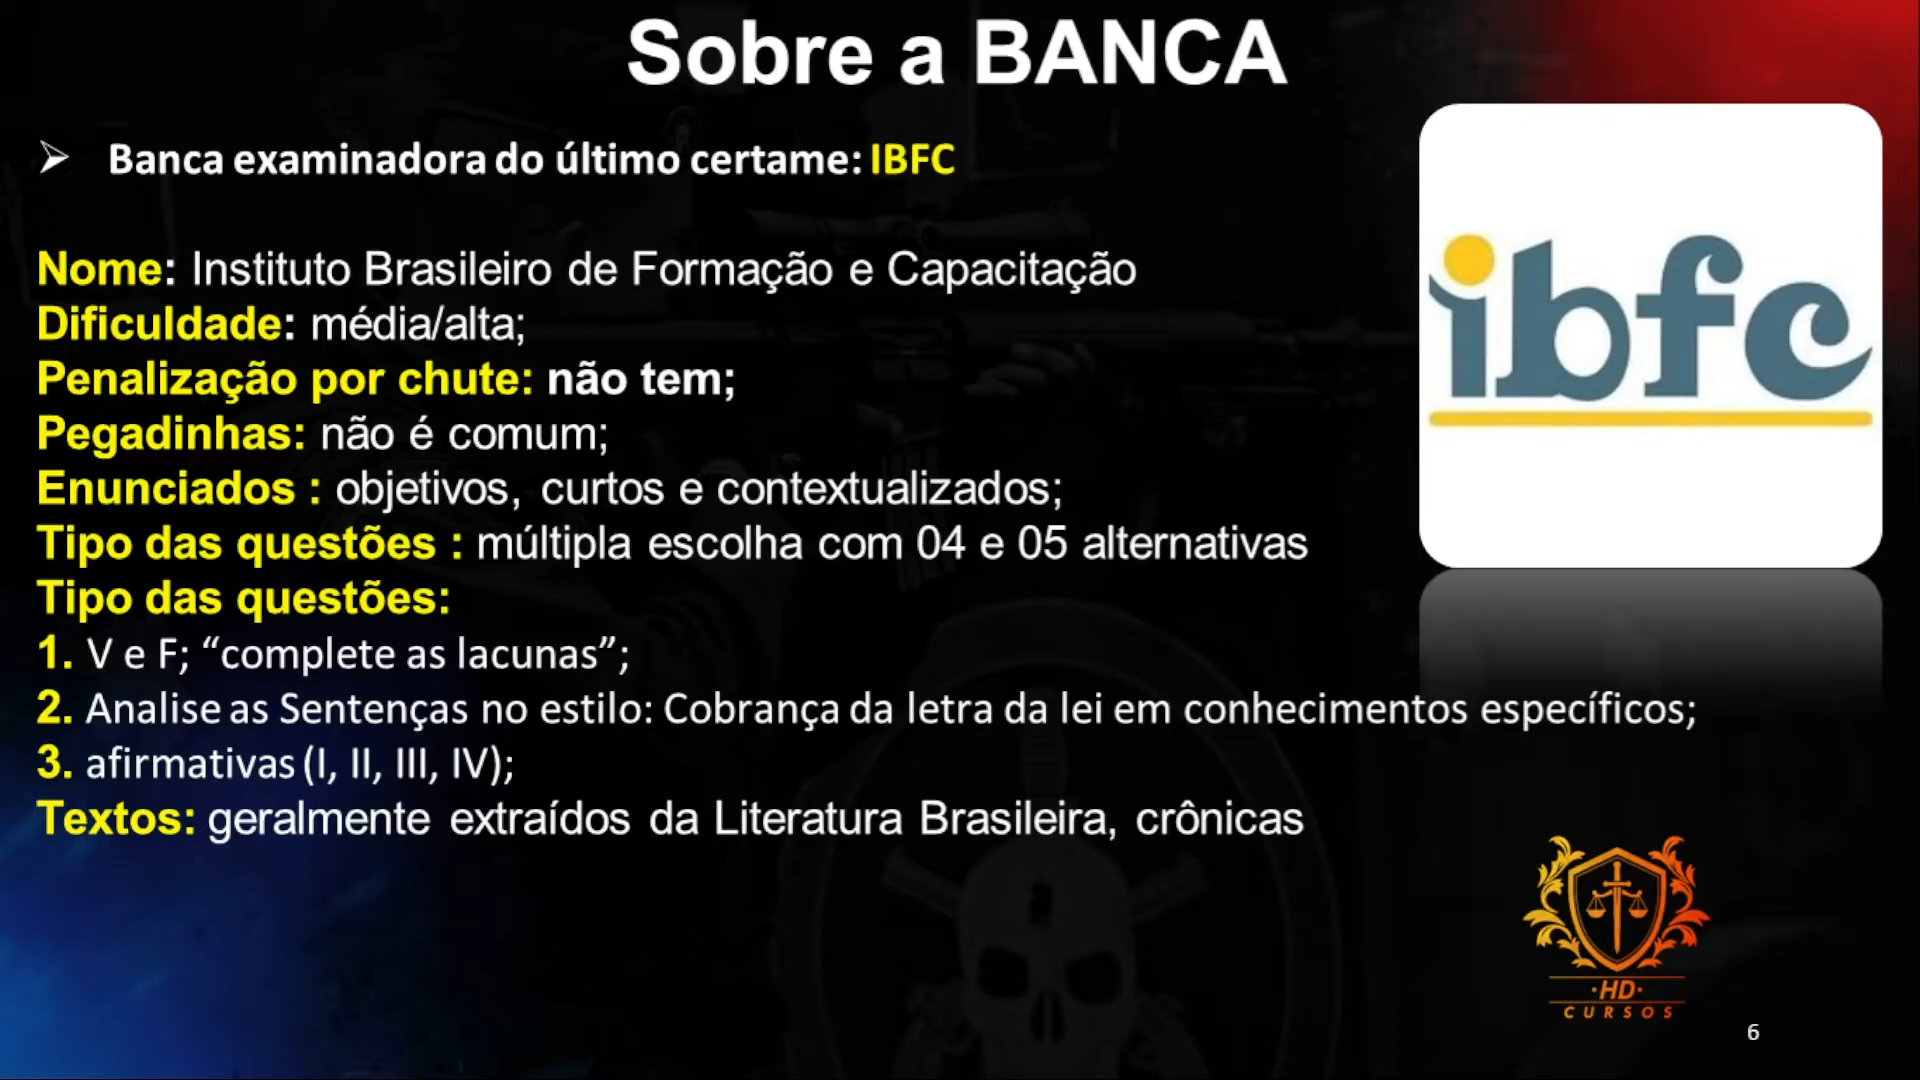 Sobre a BANCA
➢ Banca examinadora do último certame: IBFC
Nome: Instituto Brasileiro de Formação e Capacitação
Dificuldade: média/alta;
Penalização por chute: não tem;
Pegadinhas: não é comum;
Enunciados : objetivos, curtos e contextualizados;
Tipo das questões : múltipla escolha com 04 e 05 alternativas
Tipo das questões:
1. V e F; “complete as lacunas”;
2. Analise as Sentenças no estilo: Cobrança da letra da lei em conhecimentos específicos;
3. afirmativas (I, II, III, IV);
Textos: geralmente extraídos da Literatura Brasileira, crônicas
ibfc
·HD·
CURSOS
6